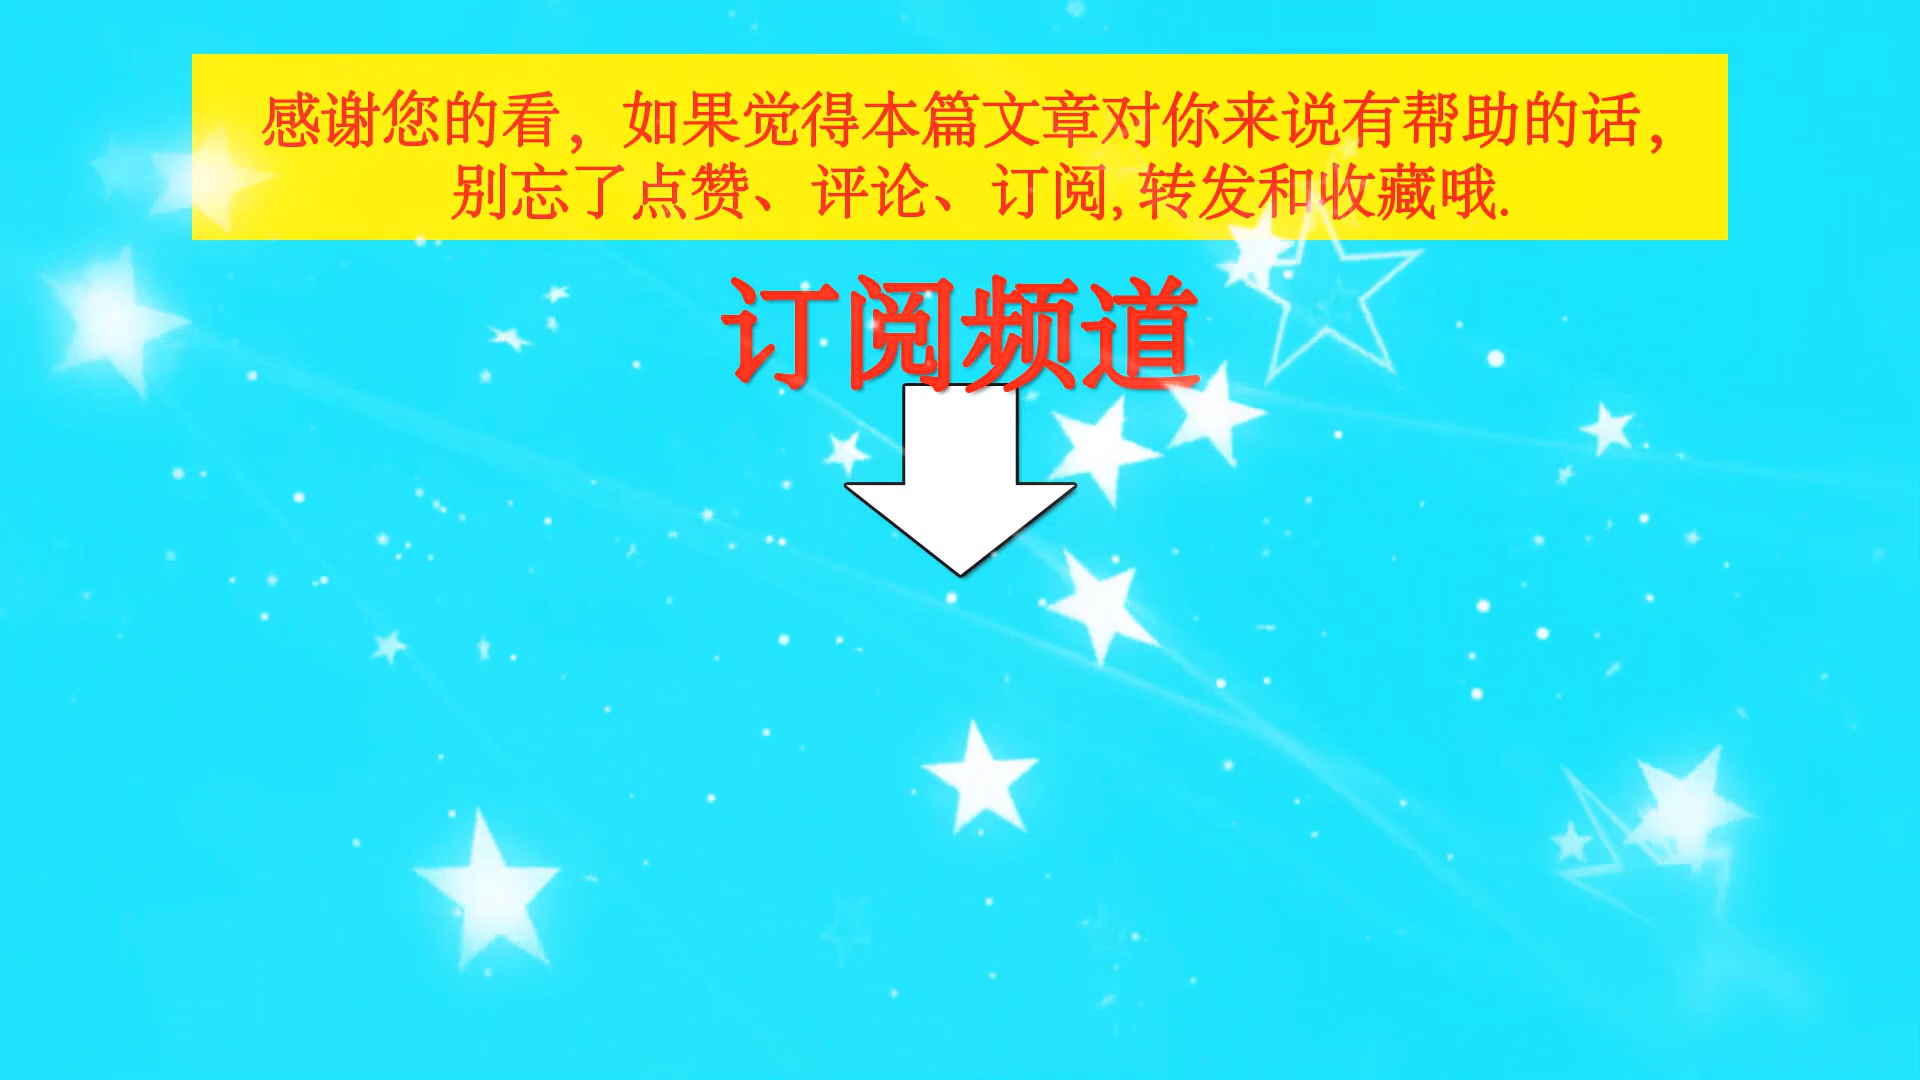 感谢您的看，如果觉得本篇文章对你来说有帮助的话，
别忘了点赞、评论、订阅,转发和收藏哦.
订阅频道